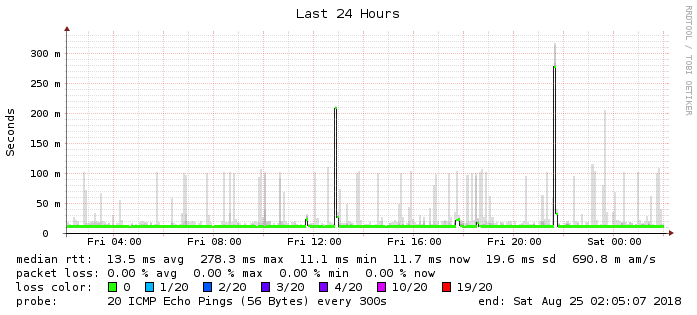 Last 24 Hours
RRDTOOL / TOBI OETIKER
Seconds
300 m
250 m
200 m
150 m
100 m
50 m
0
Fri 04:00 Fri 08:00 Fri 12:00 Fri 16:00 Fri 20:00 Sat 00:00
median rtt: 13.5 ms avg 278.3 ms max 11.1 ms min 11.7 ms now 19.6 ms sd 690.8 m am/s
packet loss: 0.00 % avg 0.00 % max 0.00 % min 0.00 % now
loss color: 0 1/20 2/20 3/20 4/20 10/20 19/20
probe: 20 ICMP Echo Pings (56 Bytes) every 300s end: Sat Aug 25 02:05:07 2018